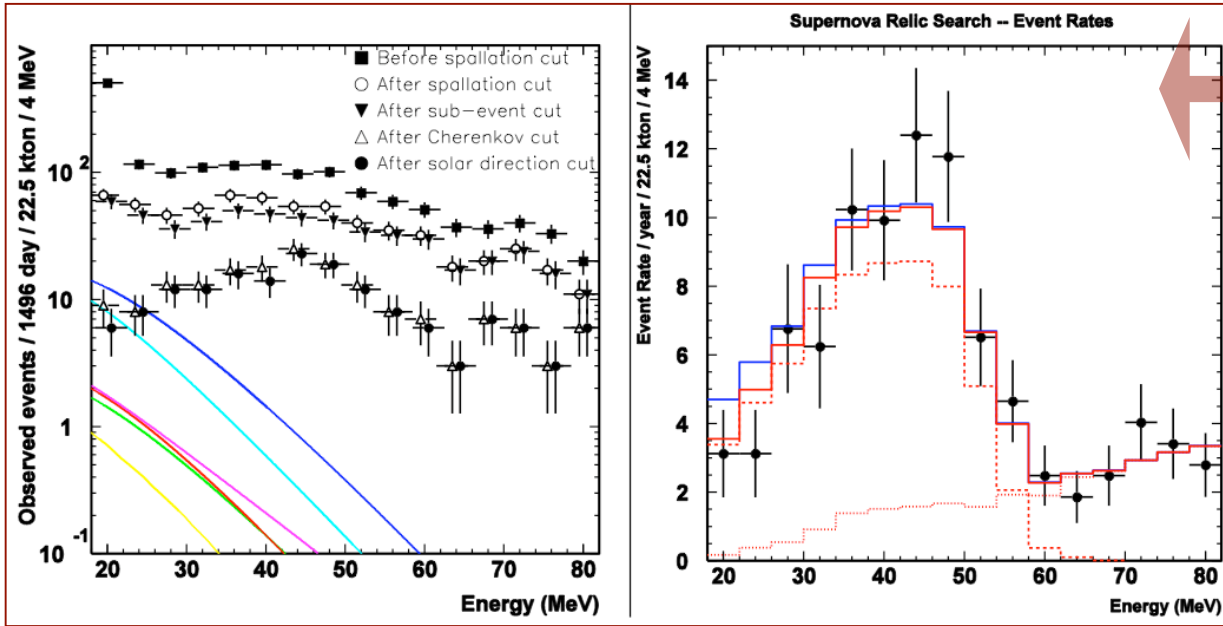 Observed events / 1496 day / 22.5 kton / 4 MeV
10 2
10
1
10 -1
Before spallation cut
After spallation cut
After sub-event cut
After Cherenkov cut
After solar direction cut
20 30 40 50 60 70 80
Energy (MeV)
Supernova Relic Search -- Event Rates
Event Rate / year / 22.5 kton / 4 MeV
14
12
10
8
6
4
2
0
20 30 40 50 60 70 80
Energy (MeV)